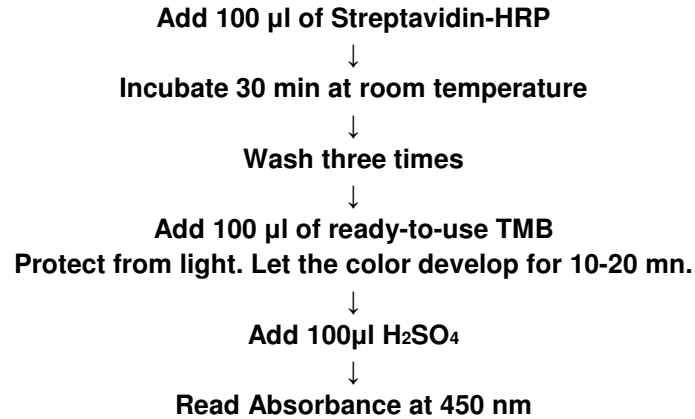 Add 100 µl of Streptavidin-HRP
↓
Incubate 30 min at room temperature
↓
Wash three times
↓
Add 100 µl of ready-to-use TMB
Protect from light. Let the color develop for 10-20 mn.
↓
Add 100µl H₂SO₄
↓
Read Absorbance at 450 nm